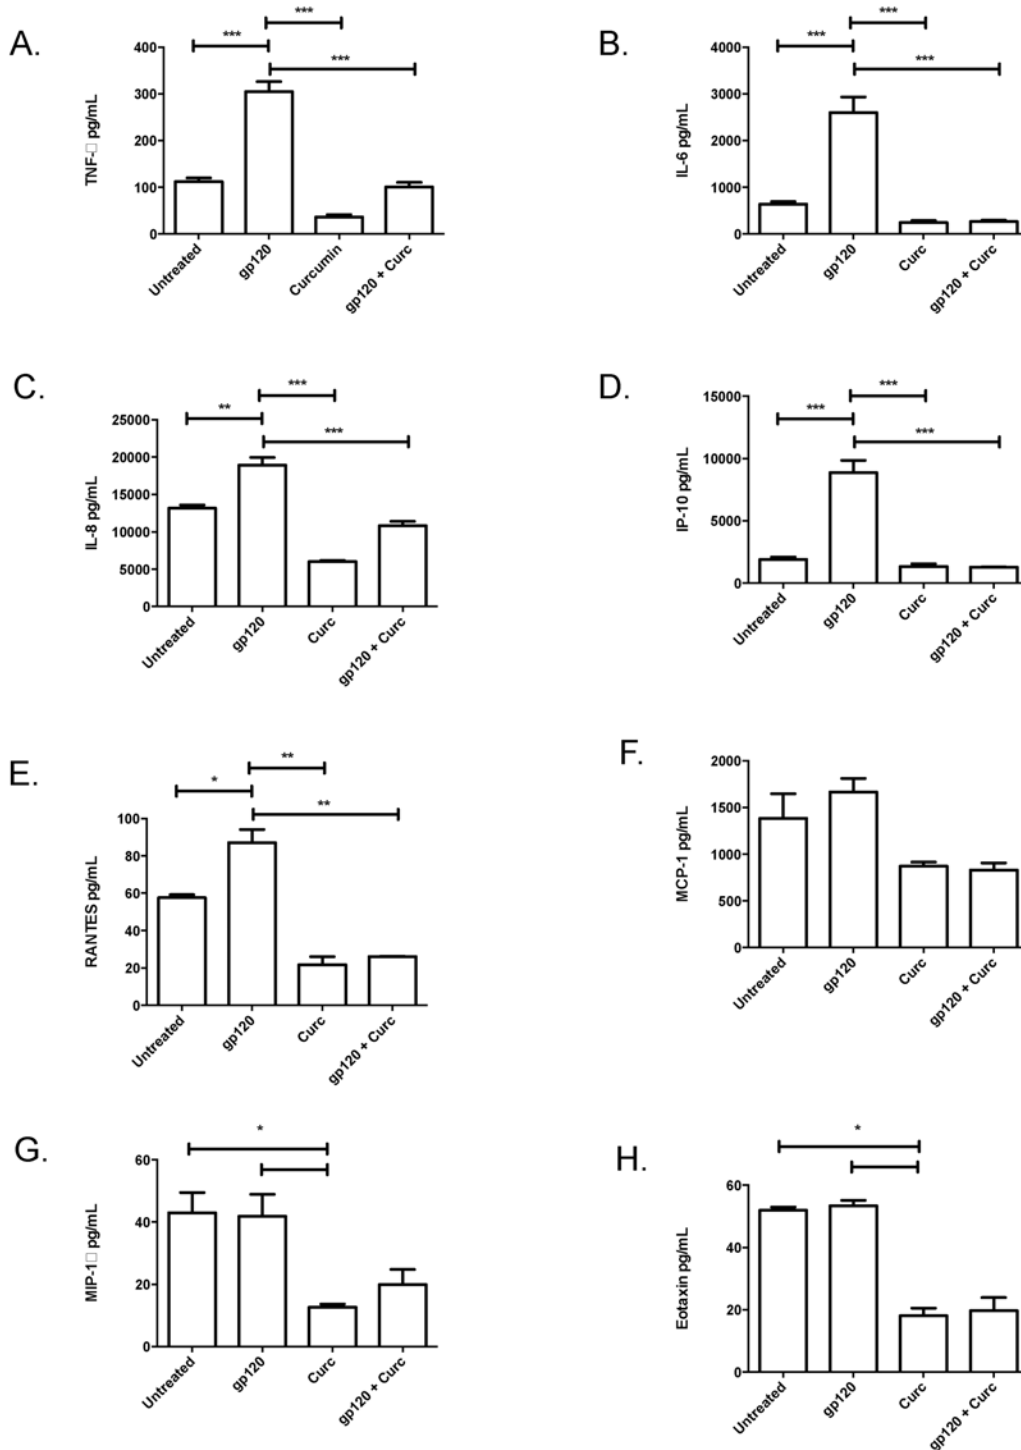 A.
***
***
***
TNF-□ pg/mL
400
300
200
100
0
Untreated
gp120
Curcumin
gp120 + Curc
B.
***
***
***
IL-6 pg/mL
4000
3000
2000
1000
0
Untreated
gp120
Curc
gp120 + Curc
C.
***
**
***
IL-8 pg/mL
25000
20000
15000
10000
5000
0
Untreated
gp120
Curc
gp120 + Curc
D.
***
***
***
IP-10 pg/mL
15000
10000
5000
0
Untreated
gp120
Curc
gp120 + Curc
E.
**
*
**
RANTES pg/mL
100
80
60
40
20
0
Untreated
gp120
Curc
gp120 + Curc
F.
MCP-1 pg/mL
2000
1500
1000
500
0
Untreated
gp120
Curc
gp120 + Curc
G.
*
MIP-1□ pg/mL
60
40
20
0
Untreated
gp120
Curc
gp120 + Curc
H.
*
Eotaxin pg/mL
60
40
20
0
Untreated
gp120
Curc
gp120 + Curc